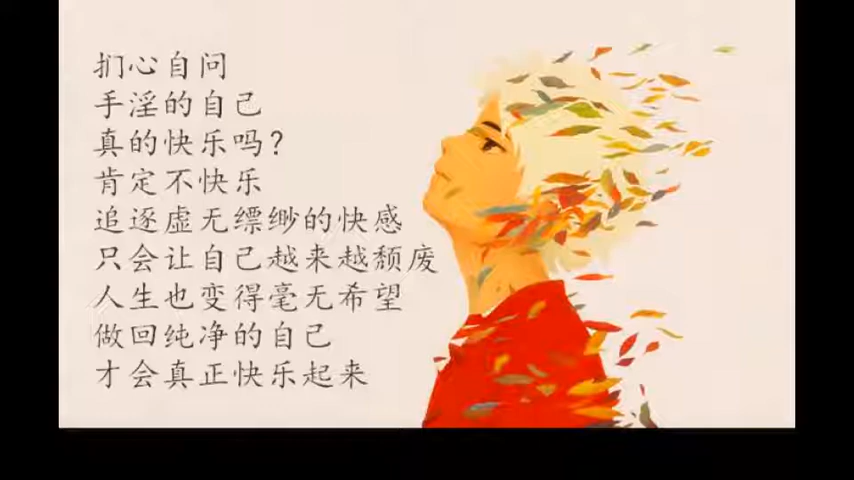 扪心自问
手淫的自己
真的快乐吗？
肯定不快乐
追逐虚无缥缈的快感
只会让自己越来越颓废
人生也变得毫无希望
做回纯净的自己
才会真正快乐起来